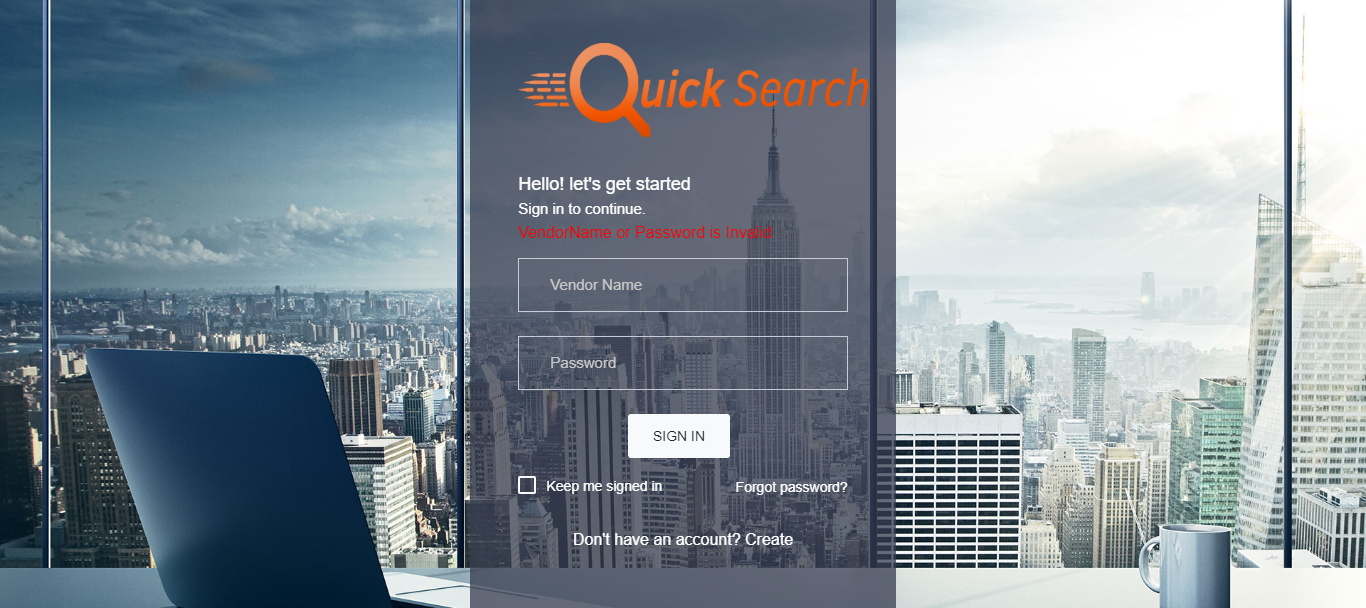 Quick Search
Hello! let's get started
Sign in to continue.
VendorName or Password is Invalid
Vendor Name
Password
SIGN IN
Keep me signed in
Forgot password?
Don't have an account? Create